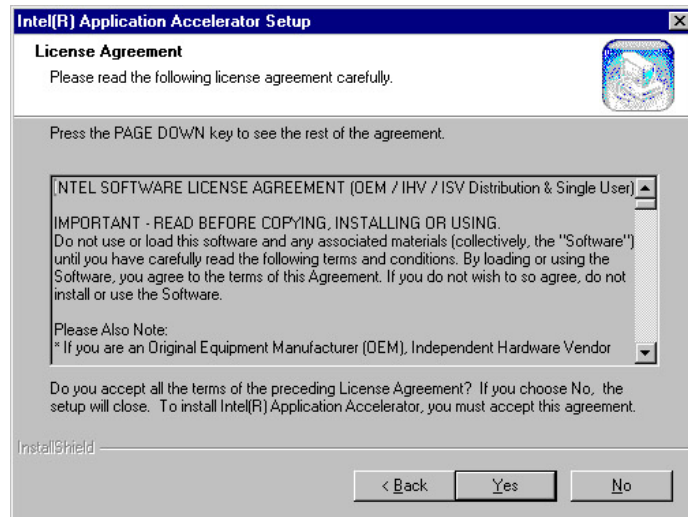 Intel(R) Application Accelerator Setup
License Agreement
Please read the following license agreement carefully.
Press the PAGE DOWN key to see the rest of the agreement.
INTEL SOFTWARE LICENSE AGREEMENT (OEM / IHV / ISV Distribution & Single User)
IMPORTANT - READ BEFORE COPYING, INSTALLING OR USING.
Do not use or load this software and any associated materials (collectively, the "Software")
until you have carefully read the following terms and conditions. By loading or using the
Software, you agree to the terms of this Agreement. If you do not wish to so agree, do not
install or use the Software.
Please Also Note:
* If you are an Original Equipment Manufacturer (OEM), Independent Hardware Vendor
Do you accept all the terms of the preceding License Agreement? If you choose No, the
setup will close. To install Intel(R) Application Accelerator, you must accept this agreement.
InstallShield
< Back
Yes
No